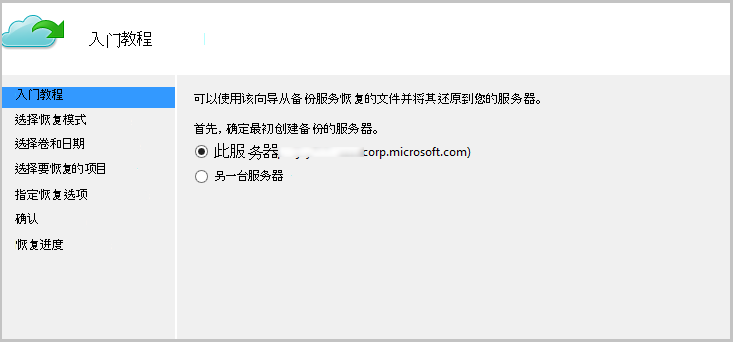 入门教程
入门教程
选择恢复模式
选择卷和日期
选择要恢复的项目
指定恢复选项
确认
恢复进度
可以使用该向导从备份服务恢复的文件并将其还原到您的服务器。
首先，确定最初创建备份的服务器。
此服务器 corp.microsoft.com)
另一台服务器